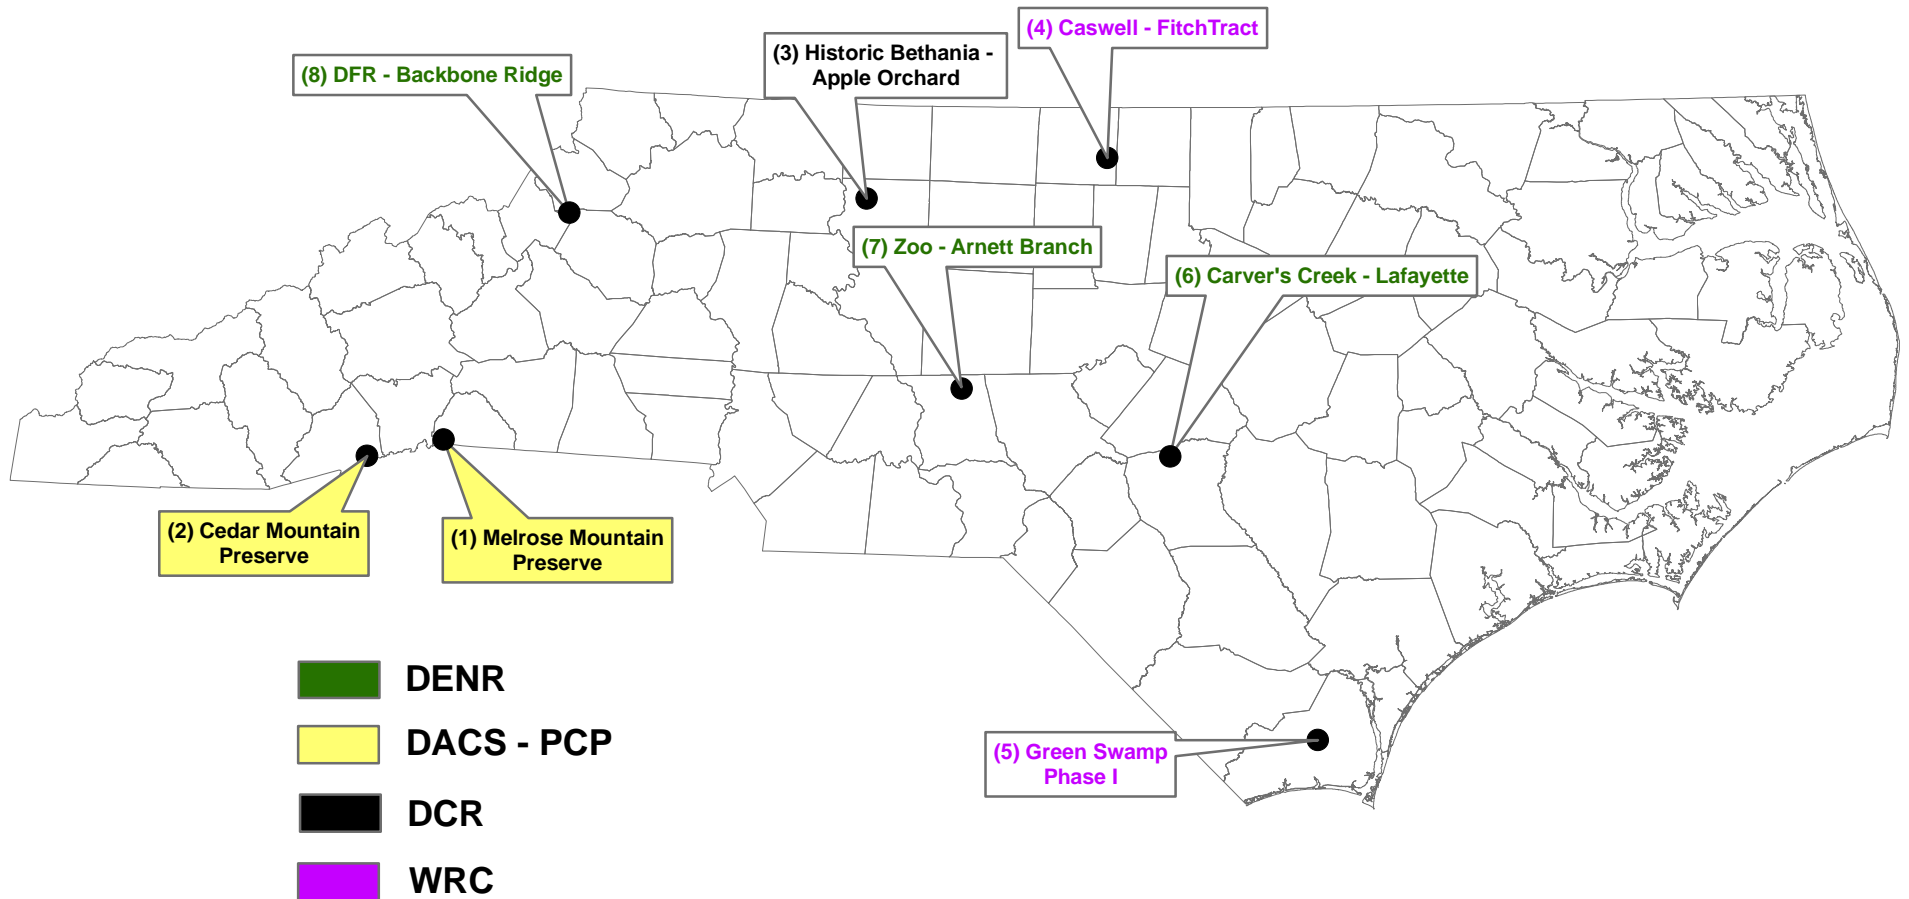 (4) Caswell - FitchTract
(3) Historic Bethania -
Apple Orchard
(8) DFR - Backbone Ridge
(7) Zoo - Arnett Branch
(6) Carver's Creek - Lafayette
(2) Cedar Mountain
Preserve
(1) Melrose Mountain
Preserve
(5) Green Swamp
Phase I
DENR
DACS - PCP
DCR
WRC